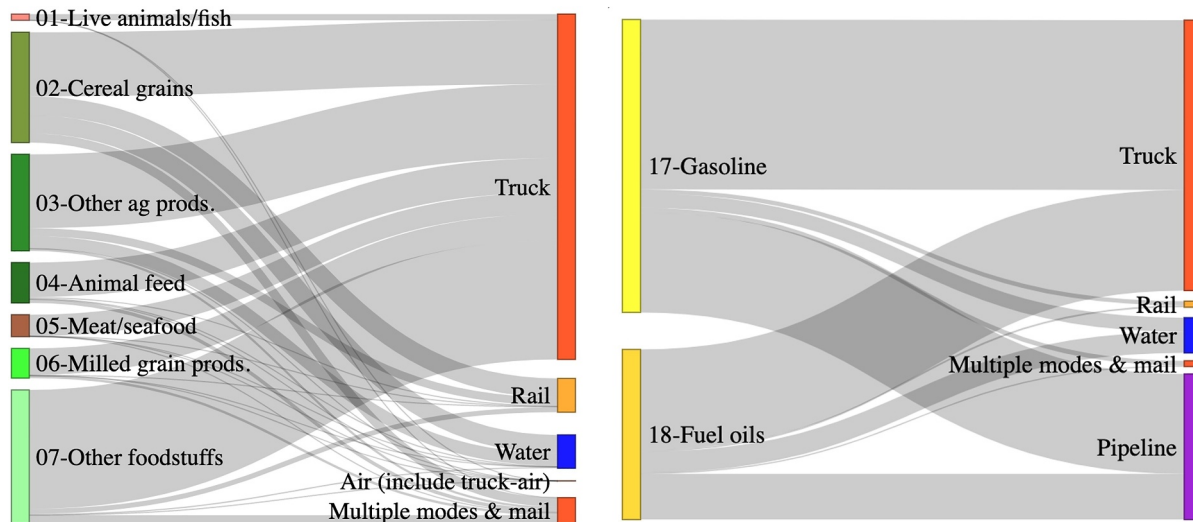 01-Live animals/fish
02-Cereal grains
03-Other ag prods.
04-Animal feed
05-Meat/seafood
06-Milled grain prods.
07-Other foodstuffs
Truck
Rail
Water
Air (include truck-air)
Multiple modes & mail
17-Gasoline
18-Fuel oils
Truck
Rail
Water
Multiple modes & mail
Pipeline